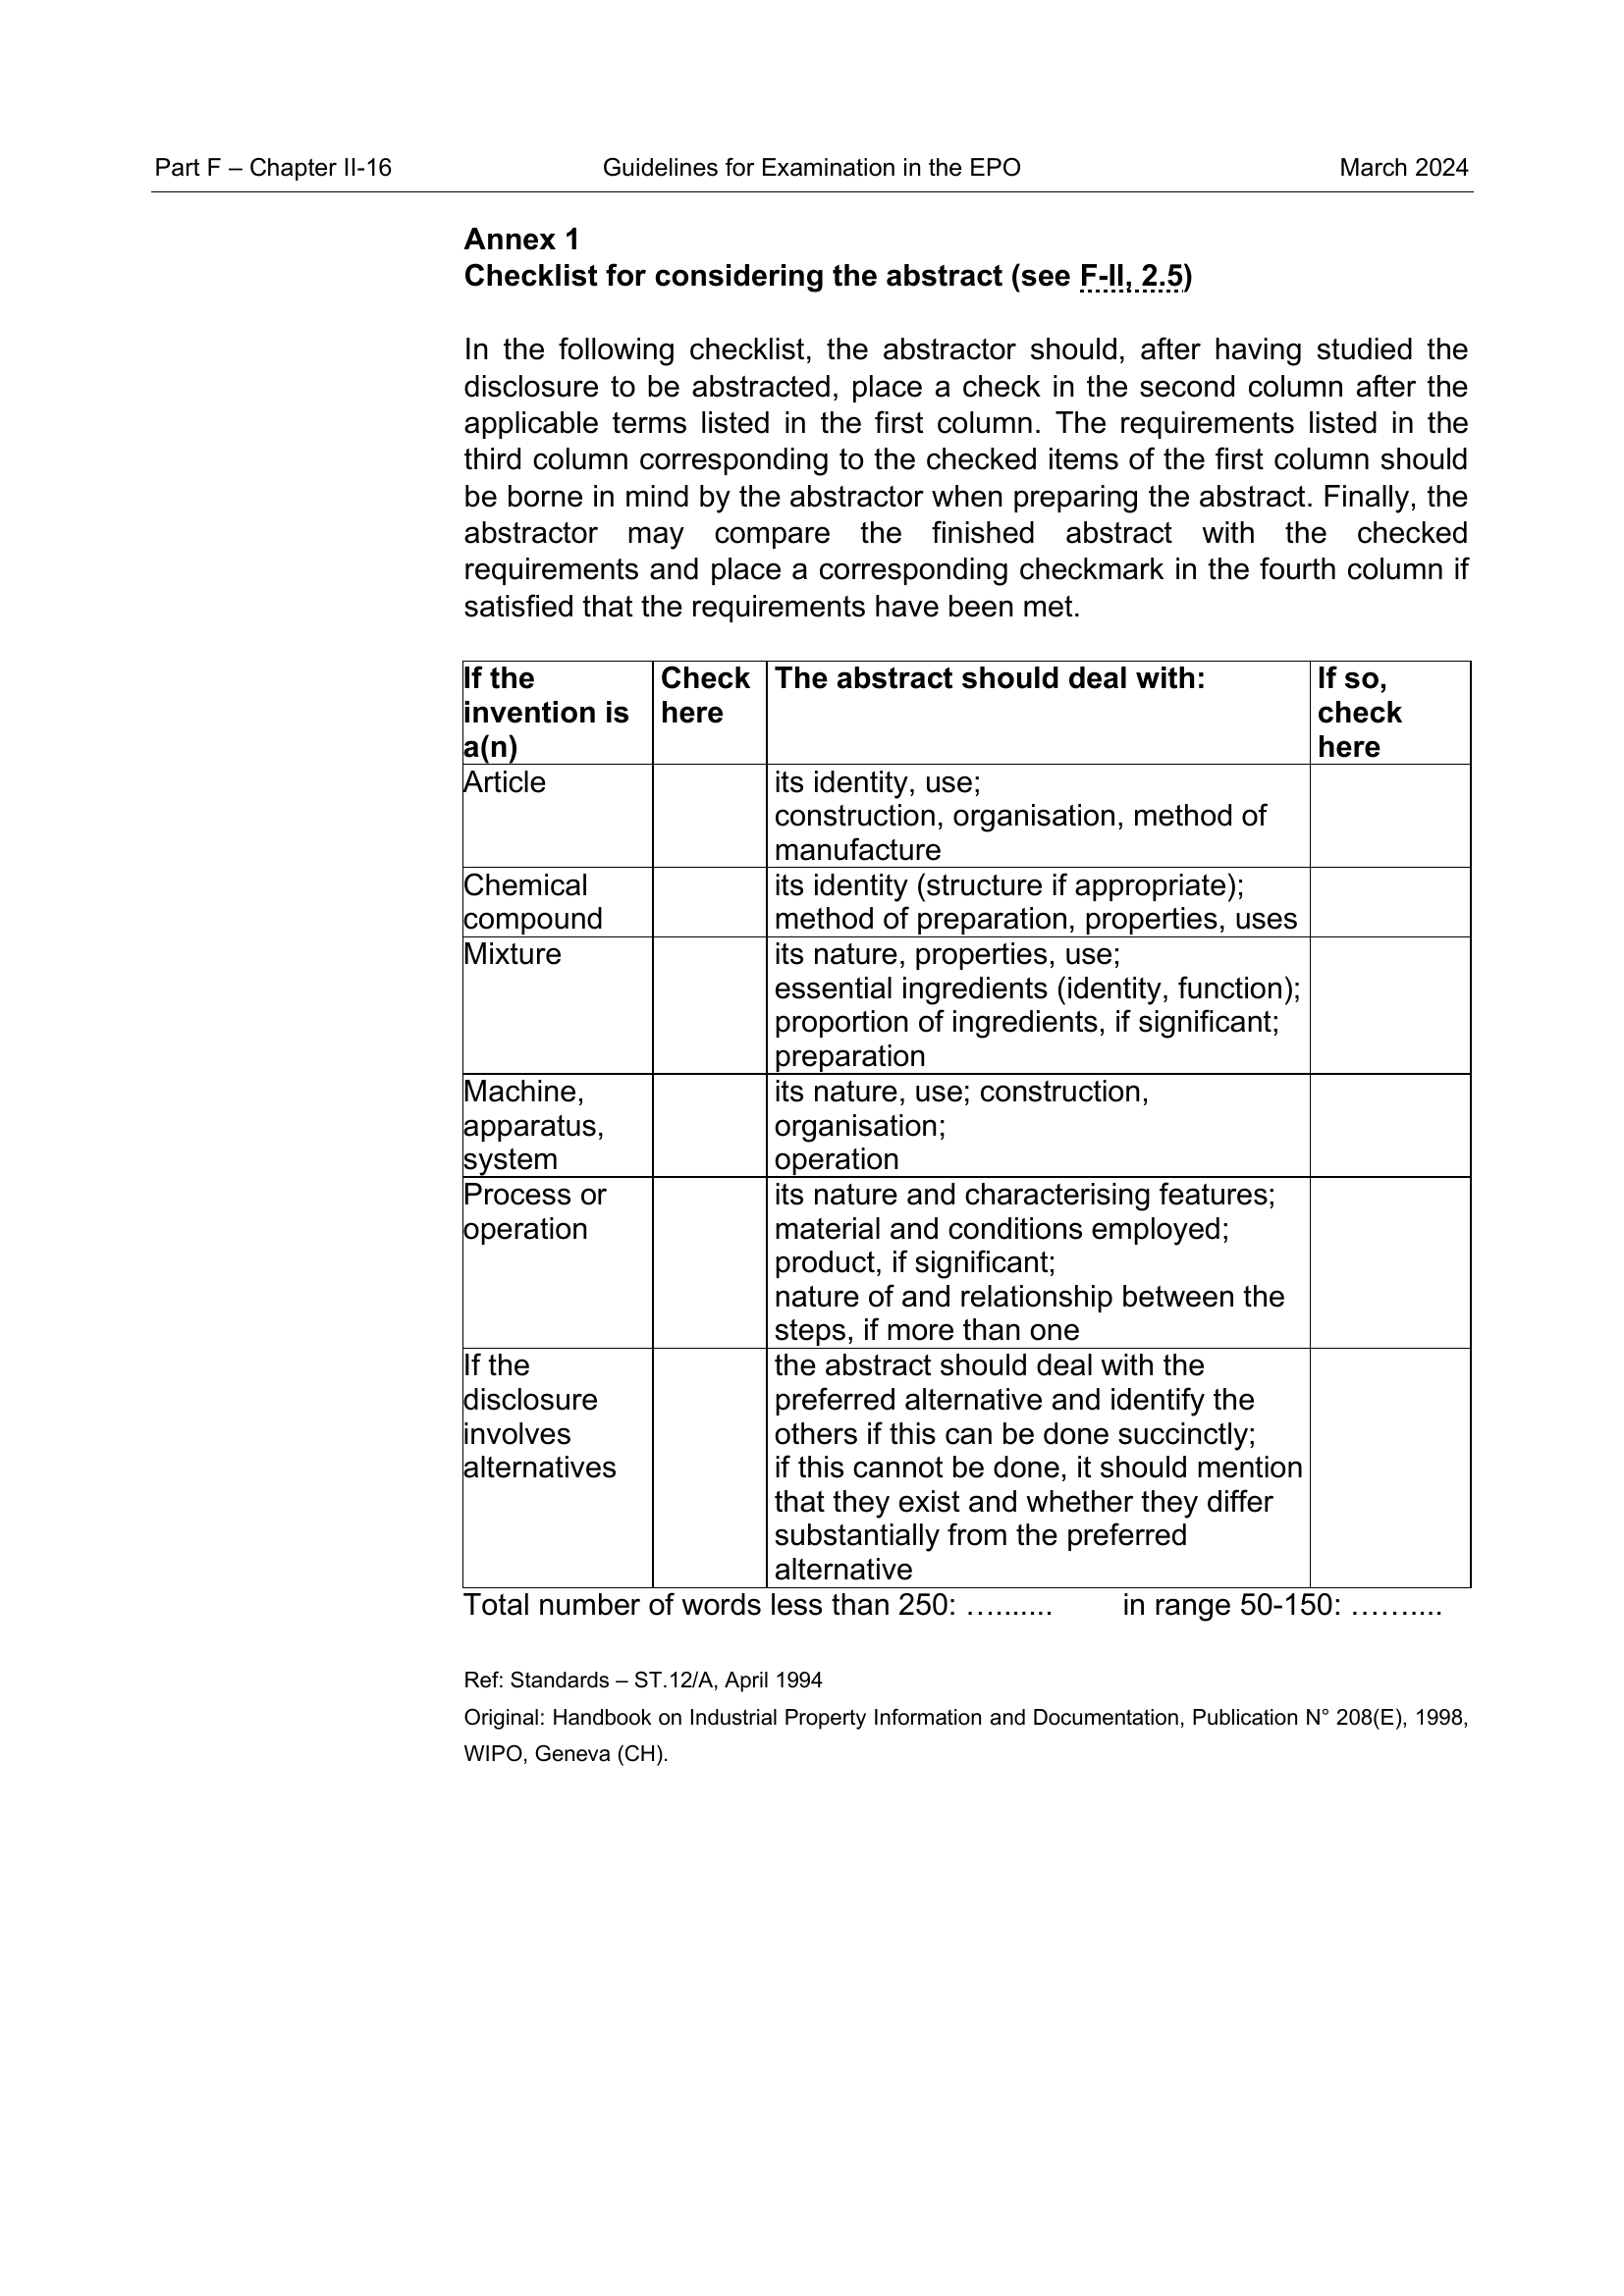 Part F – Chapter II-16 Guidelines for Examination in the EPO March 2024
Annex 1
Checklist for considering the abstract (see F-II, 2.5)
In the following checklist, the abstractor should, after having studied the
disclosure to be abstracted, place a check in the second column after the
applicable terms listed in the first column. The requirements listed in the
third column corresponding to the checked items of the first column should
be borne in mind by the abstractor when preparing the abstract. Finally, the
abstractor may compare the finished abstract with the checked
requirements and place a corresponding checkmark in the fourth column if
satisfied that the requirements have been met.
If the
invention is
a(n)
Check
here
The abstract should deal with:
If so,
check
here
Article
its identity, use;
construction, organisation, method of
manufacture
Chemical
compound
its identity (structure if appropriate);
method of preparation, properties, uses
Mixture
its nature, properties, use;
essential ingredients (identity, function);
proportion of ingredients, if significant;
preparation
Machine,
apparatus,
system
its nature, use; construction,
organisation;
operation
Process or
operation
its nature and characterising features;
material and conditions employed;
product, if significant;
nature of and relationship between the
steps, if more than one
If the
disclosure
involves
alternatives
the abstract should deal with the
preferred alternative and identify the
others if this can be done succinctly;
if this cannot be done, it should mention
that they exist and whether they differ
substantially from the preferred
alternative
Total number of words less than 250: …....... in range 50-150: ……....
Ref: Standards – ST.12/A, April 1994
Original: Handbook on Industrial Property Information and Documentation, Publication N° 208(E), 1998,
WIPO, Geneva (CH).